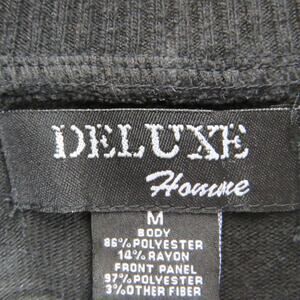 DELUXE
Homme
M
BODY
86%POLYESTER
14%RAYON
FRONT PANEL
97%POLYESTER
3%OTHER FIBER